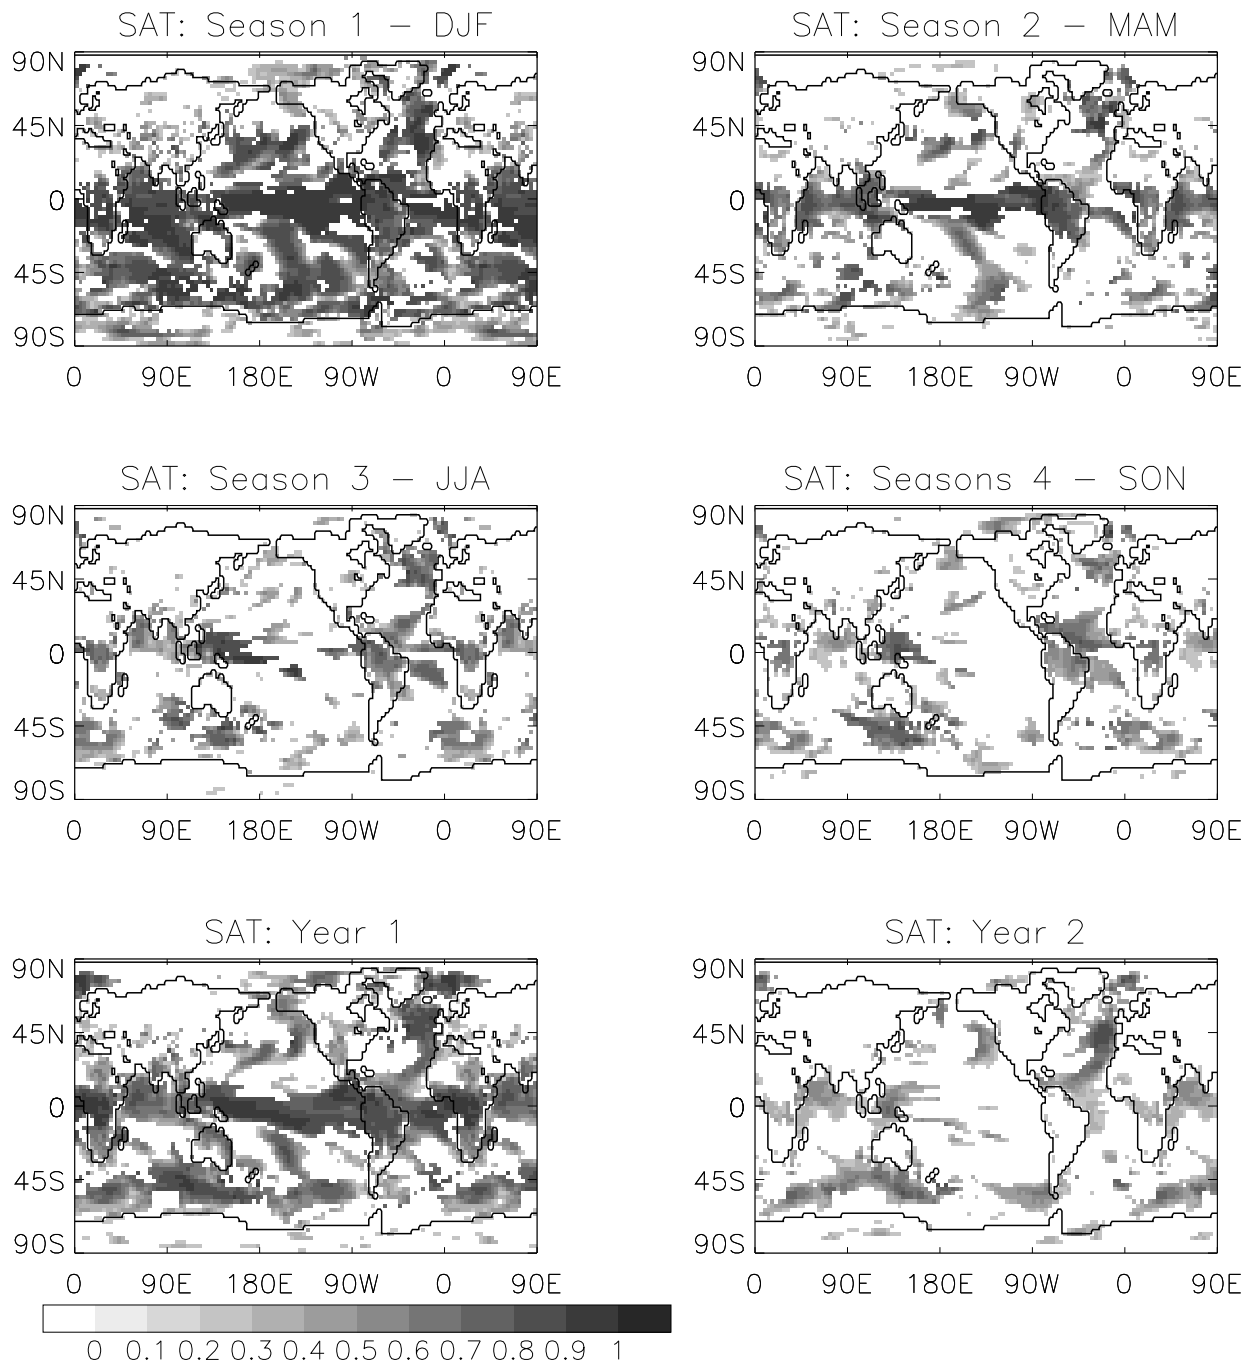 SAT: Season 1 – DJF
SAT: Season 2 – MAM
90N
45N
0
45S
90S
0 90E 180E 90W 0 90E
90N
45N
0
45S
90S
0 90E 180E 90W 0 90E
SAT: Season 3 – JJA
SAT: Seasons 4 – SON
90N
45N
0
45S
90S
0 90E 180E 90W 0 90E
90N
45N
0
45S
90S
0 90E 180E 90W 0 90E
SAT: Year 1
SAT: Year 2
90N
45N
0
45S
90S
0 90E 180E 90W 0 90E
90N
45N
0
45S
90S
0 90E 180E 90W 0 90E
0 0.1 0.2 0.3 0.4 0.5 0.6 0.7 0.8 0.9 1